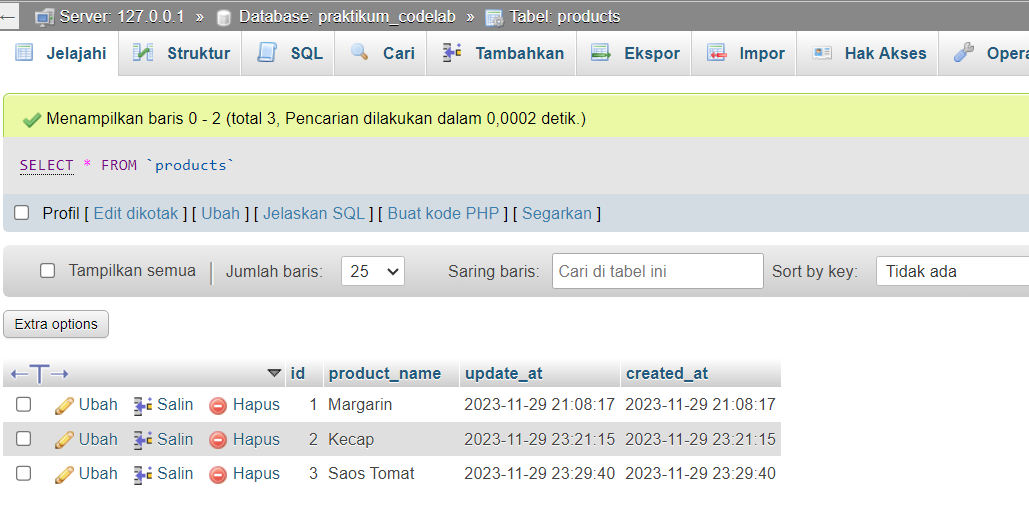 Server: 127.0.0.1 » Database: praktikum_codelab » Tabel: products
Jelajahi Struktur SQL Cari Tambahkan Ekspor Impor Hak Akses Opera
Menampilkan baris 0 - 2 (total 3, Pencarian dilakukan dalam 0,0002 detik.)
SELECT * FROM `products`
Profil [ Edit dikotak ] [ Ubah ] [ Jelaskan SQL ] [ Buat kode PHP ] [ Segarkan ]
Tampilkan semua Jumlah baris: 25 Saring baris: Cari di tabel ini Sort by key: Tidak ada
Extra options
id product_name update_at created_at
Ubah Salin Hapus 1 Margarin 2023-11-29 21:08:17 2023-11-29 21:08:17
Ubah Salin Hapus 2 Kecap 2023-11-29 23:21:15 2023-11-29 23:21:15
Ubah Salin Hapus 3 Saos Tomat 2023-11-29 23:29:40 2023-11-29 23:29:40